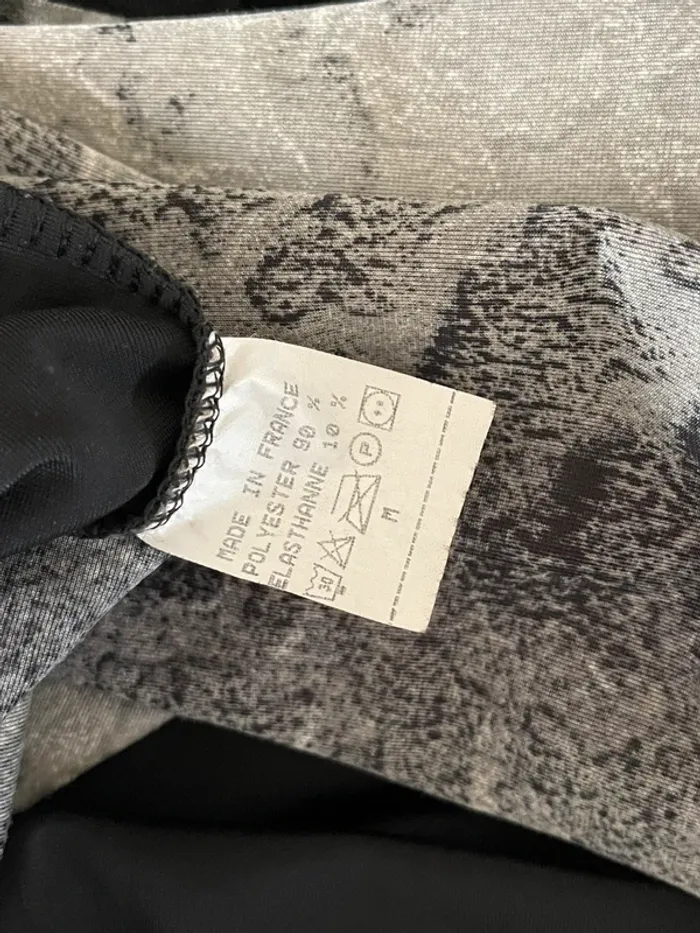 MADE IN FRANCE
POLYESTER 90 %
ELASTHANNE 10 %
30 P
M